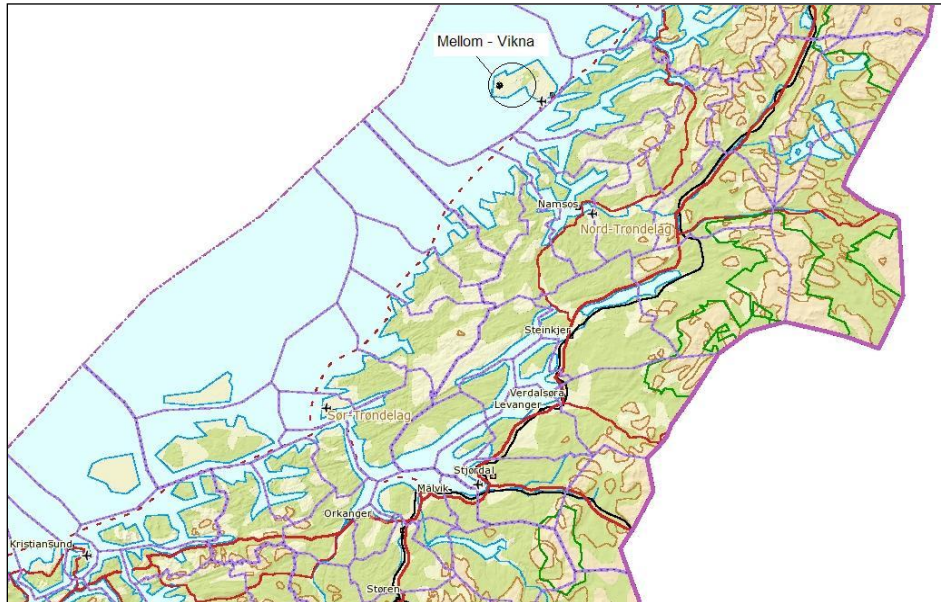 Mellom - Vikna
Namsos
Nord-Trøndelag
Steinkjer
Verdalsøra
Levanger
Sør-Trøndelag
Stjørdal
Malvik
Orkanger
Kristiansund
Støren